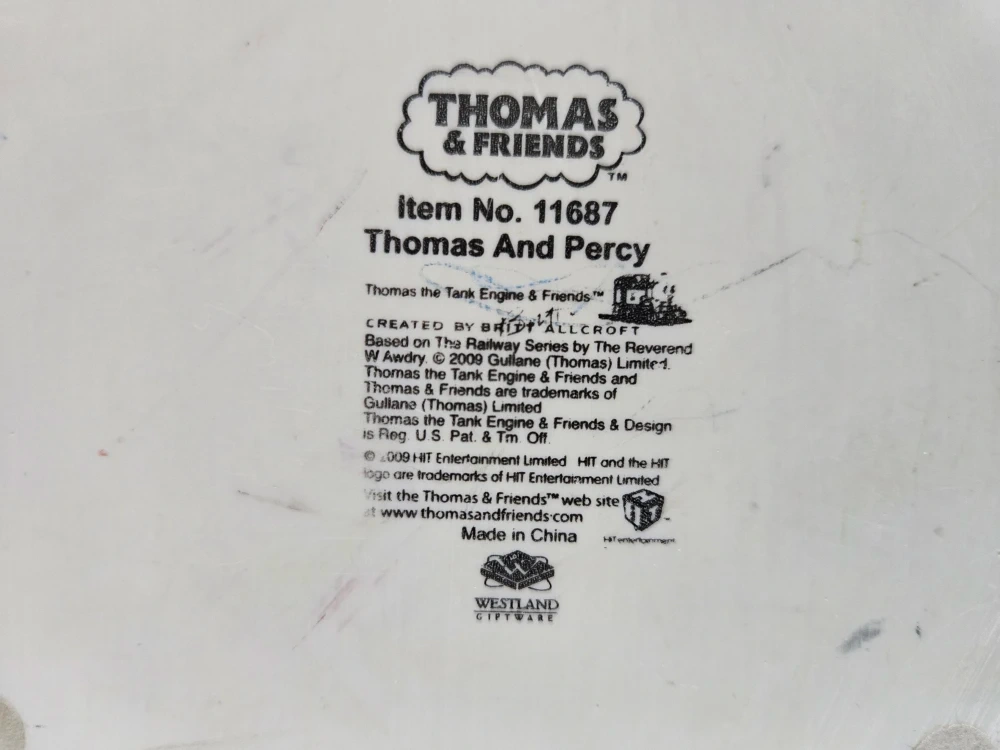 THOMAS
& FRIENDS
TM
Item No. 11687
Thomas And Percy
Thomas the Tank Engine & Friends™
CREATED BY BRITT ALLCROFT
Based on The Railway Series by The Reverend
W Awdry. © 2009 Gullane (Thomas) Limited.
Thomas the Tank Engine & Friends and
Thomas & Friends are trademarks of
Gullane (Thomas) Limited
Thomas the Tank Engine & Friends & Design
is Reg. U.S. Pat. & Tm. Off.
© 2009 HIT Entertainment Limited HIT and the HIT
logo are trademarks of HIT Entertainment Limited
Visit the Thomas & Friends™ web site
at www.thomasandfriends.com
HiT
HiT entertainment
Made in China
WESTLAND
GIFTWARE